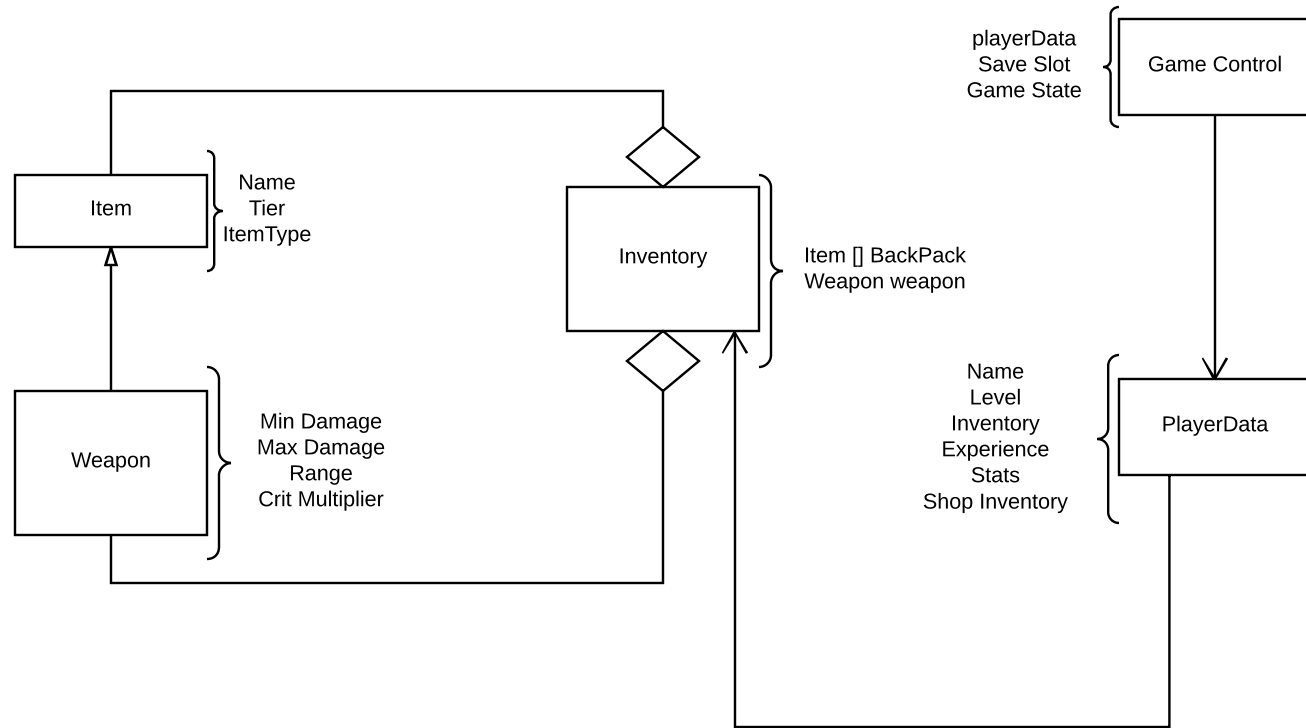 playerData
Save Slot
Game State
Game Control
Item
Name
Tier
ItemType
Inventory
Item [] BackPack
Weapon weapon
Weapon
Min Damage
Max Damage
Range
Crit Multiplier
Name
Level
Inventory
Experience
Stats
Shop Inventory
PlayerData